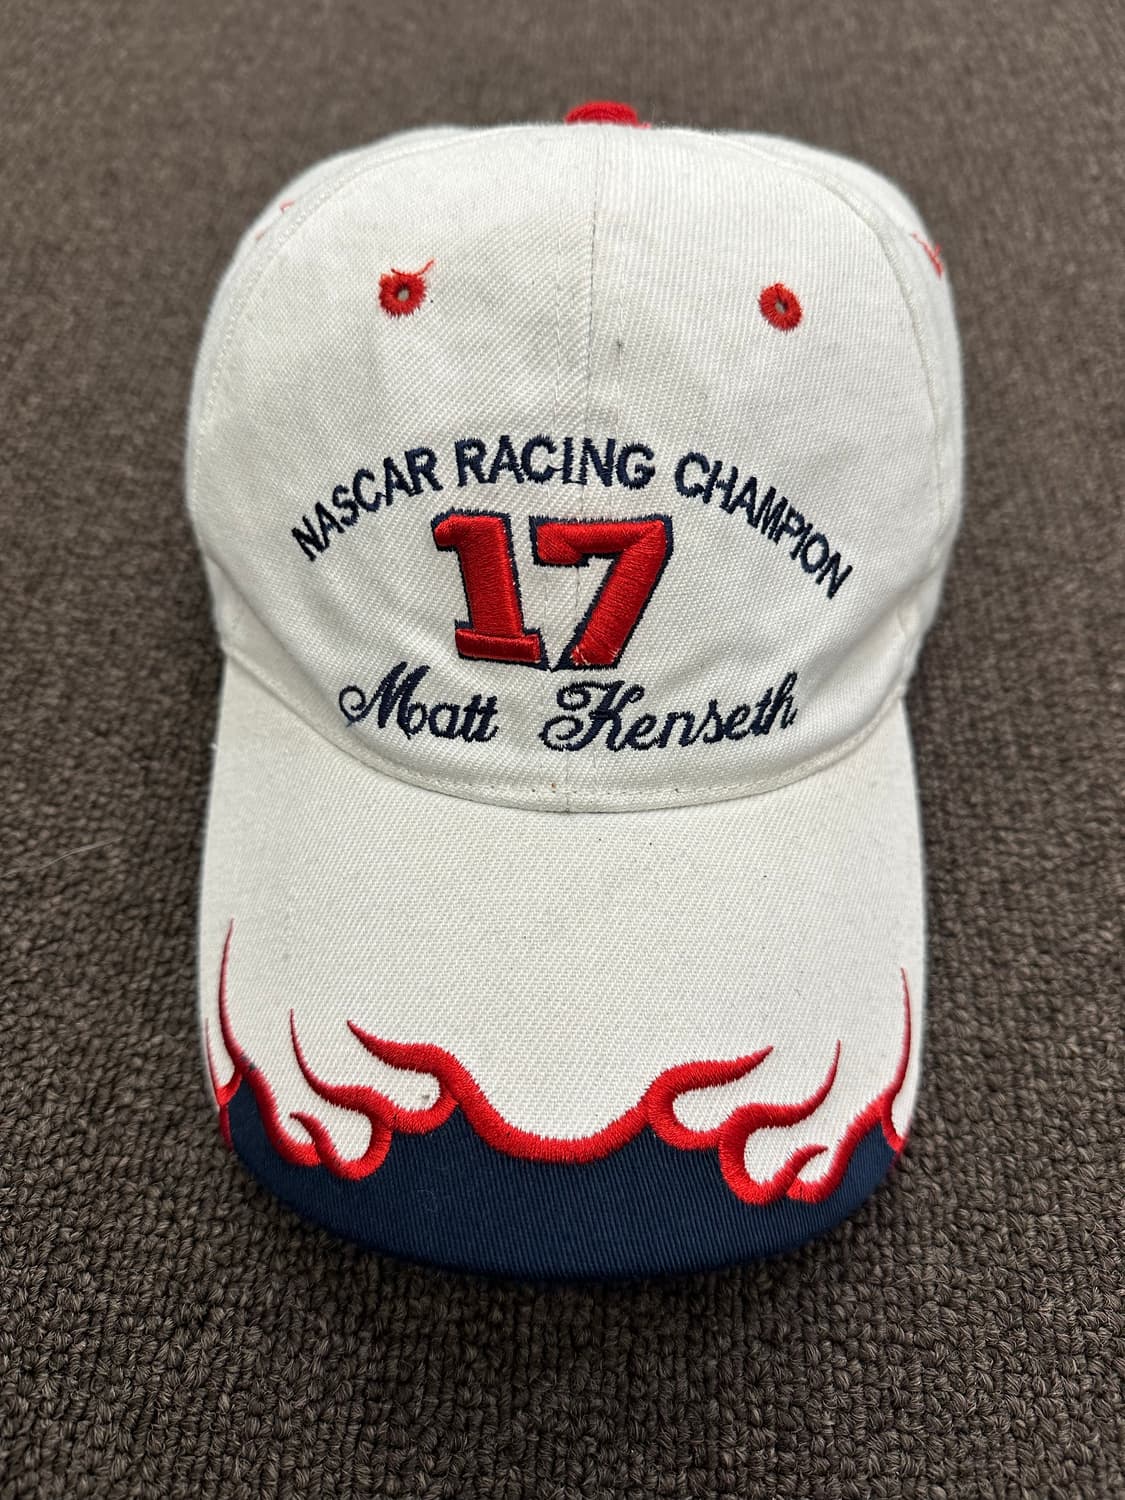 NASCAR RACING CHAMPION
17
Matt Kenseth